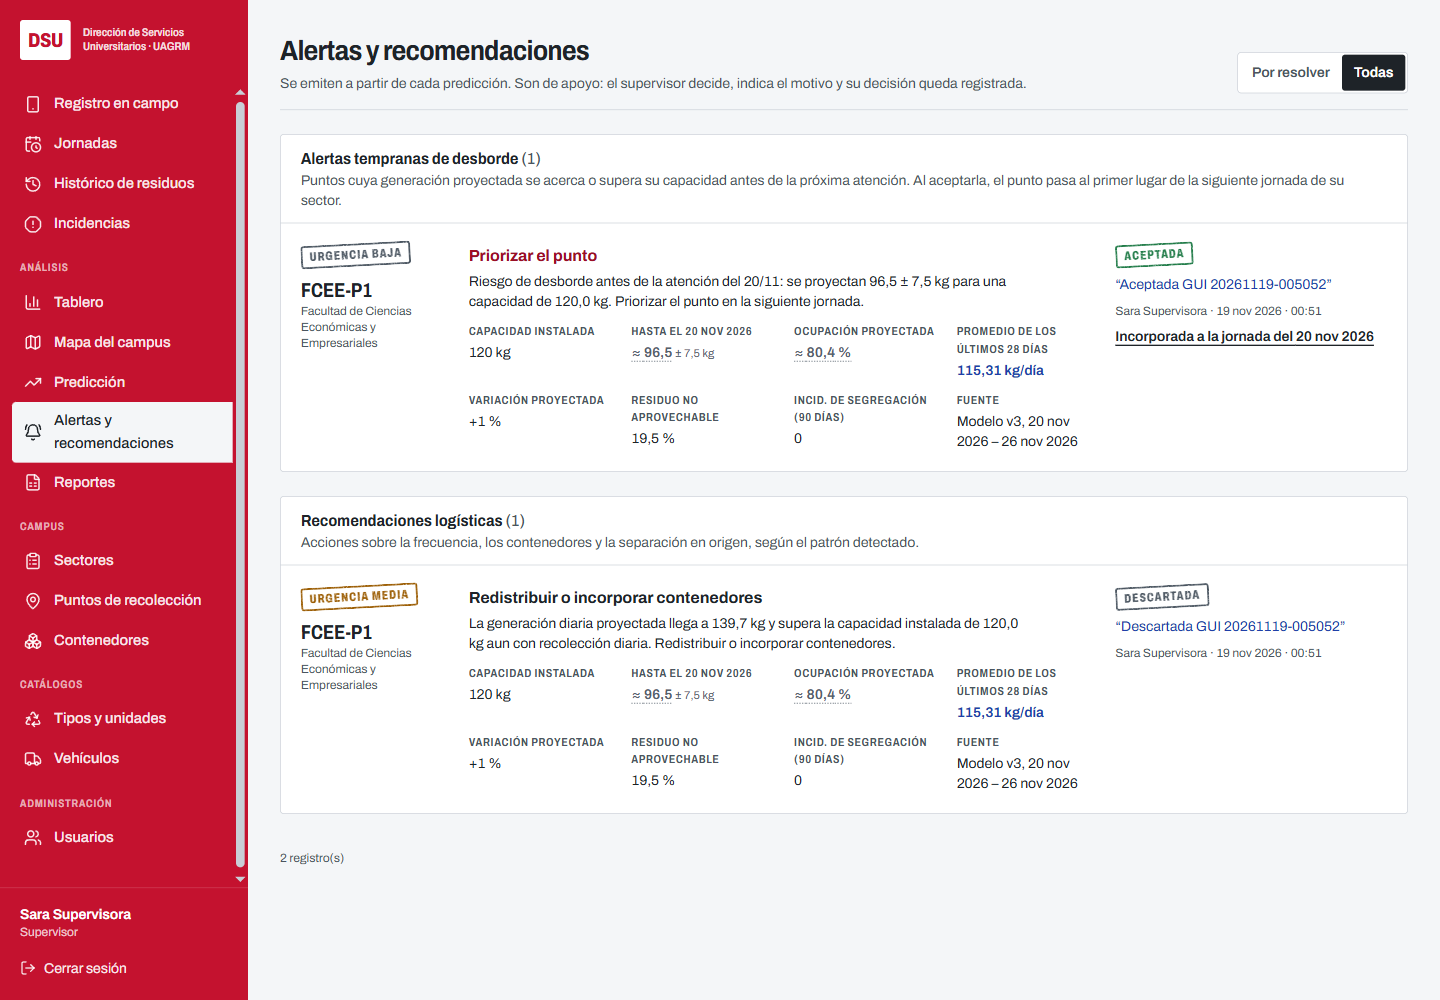 DSU
Dirección de Servicios
Universitarios · UAGRM
Registro en campo
Jornadas
Histórico de residuos
Incidencias
ANÁLISIS
Tablero
Mapa del campus
Predicción
Alertas y
recomendaciones
Reportes
CAMPUS
Sectores
Puntos de recolección
Contenedores
CATÁLOGOS
Tipos y unidades
Vehículos
ADMINISTRACIÓN
Usuarios
Sara Supervisora
Supervisor
Cerrar sesión
Alertas y recomendaciones
Se emiten a partir de cada predicción. Son de apoyo: el supervisor decide, indica el motivo y su decisión queda registrada.
Por resolver
Todas
Alertas tempranas de desborde (1)
Puntos cuya generación proyectada se acerca o supera su capacidad antes de la próxima atención. Al aceptarla, el punto pasa al primer lugar de la siguiente jornada de su
sector.
URGENCIA BAJA
FCEE-P1
Facultad de Ciencias
Económicas y
Empresariales
Priorizar el punto
Riesgo de desborde antes de la atención del 20/11: se proyectan 96,5 ± 7,5 kg para una
capacidad de 120,0 kg. Priorizar el punto en la siguiente jornada.
CAPACIDAD INSTALADA
120 kg
HASTA EL 20 NOV 2026
≈ 96,5 ± 7,5 kg
OCUPACIÓN PROYECTADA
≈ 80,4 %
PROMEDIO DE LOS
ÚLTIMOS 28 DÍAS
115,31 kg/día
VARIACIÓN PROYECTADA
+1 %
RESIDUO NO
APROVECHABLE
19,5 %
INCID. DE SEGREGACIÓN
(90 DÍAS)
0
FUENTE
Modelo v3, 20 nov
2026 – 26 nov 2026
ACEPTADA
“Aceptada GUI 20261119-005052”
Sara Supervisora · 19 nov 2026 · 00:51
Incorporada a la jornada del 20 nov 2026
Recomendaciones logísticas (1)
Acciones sobre la frecuencia, los contenedores y la separación en origen, según el patrón detectado.
URGENCIA MEDIA
FCEE-P1
Facultad de Ciencias
Económicas y
Empresariales
Redistribuir o incorporar contenedores
La generación diaria proyectada llega a 139,7 kg y supera la capacidad instalada de 120,0
kg aun con recolección diaria. Redistribuir o incorporar contenedores.
CAPACIDAD INSTALADA
120 kg
HASTA EL 20 NOV 2026
≈ 96,5 ± 7,5 kg
OCUPACIÓN PROYECTADA
≈ 80,4 %
PROMEDIO DE LOS
ÚLTIMOS 28 DÍAS
115,31 kg/día
VARIACIÓN PROYECTADA
+1 %
RESIDUO NO
APROVECHABLE
19,5 %
INCID. DE SEGREGACIÓN
(90 DÍAS)
0
FUENTE
Modelo v3, 20 nov
2026 – 26 nov 2026
DESCARTADA
“Descartada GUI 20261119-005052”
Sara Supervisora · 19 nov 2026 · 00:51
2 registro(s)